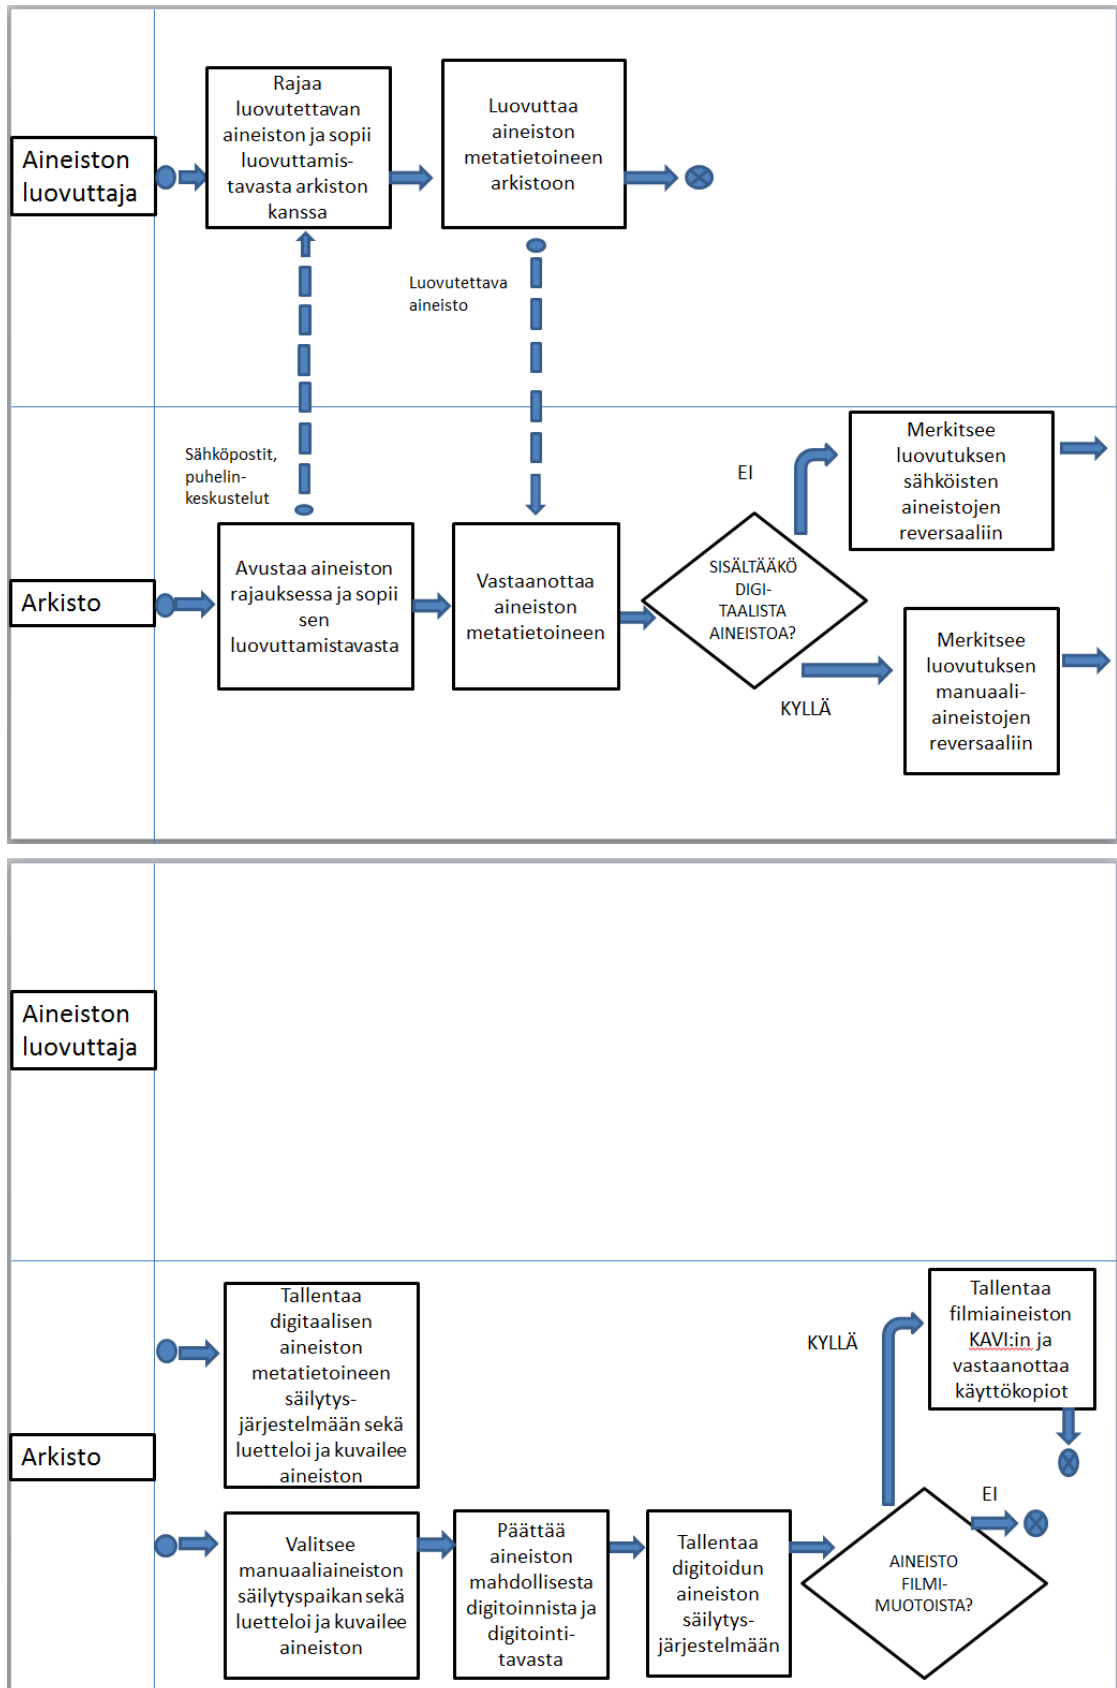 Aineiston
luovuttaja
Rajaa
luovutettavan
aineiston ja sopii
luovuttamis-
tavasta arkiston
kanssa
Luovuttaa
aineiston
metatietoineen
arkistoon
Luovutettava
aineisto
Sähköpostit,
puhelin-
keskustelut
Arkisto
Avustaa aineiston
rajauksessa ja sopii
sen
luovuttamistavasta
Vastaanottaa
aineiston
metatietoineen
SISÄLTÄÄKÖ
DIGI-
TAALISTA
AINEISTOA?
EI
Merkitsee
luovutuksen
sähköisten
aineistojen
reversaaliin
KYLLÄ
Merkitsee
luovutuksen
manuaali-
aineistojen
reversaaliin
Aineiston
luovuttaja
Arkisto
Tallentaa
digitaalisen
aineiston
metatietoineen
säilytys-
järjestelmään sekä
luetteloi ja kuvailee
aineiston
Valitsee
manuaaliaineiston
säilytyspaikan sekä
luetteloi ja kuvailee
aineiston
Päättää
aineiston
mahdollisesta
digitoinnista ja
digitointi-
tavasta
Tallentaa
digitoidun
aineiston
säilytys-
järjestelmään
AINEISTO
FILMI-
MUOTOISTA?
KYLLÄ
Tallentaa
filmiaineiston
KAVI:in ja
vastaanottaa
käyttökopiot
EI